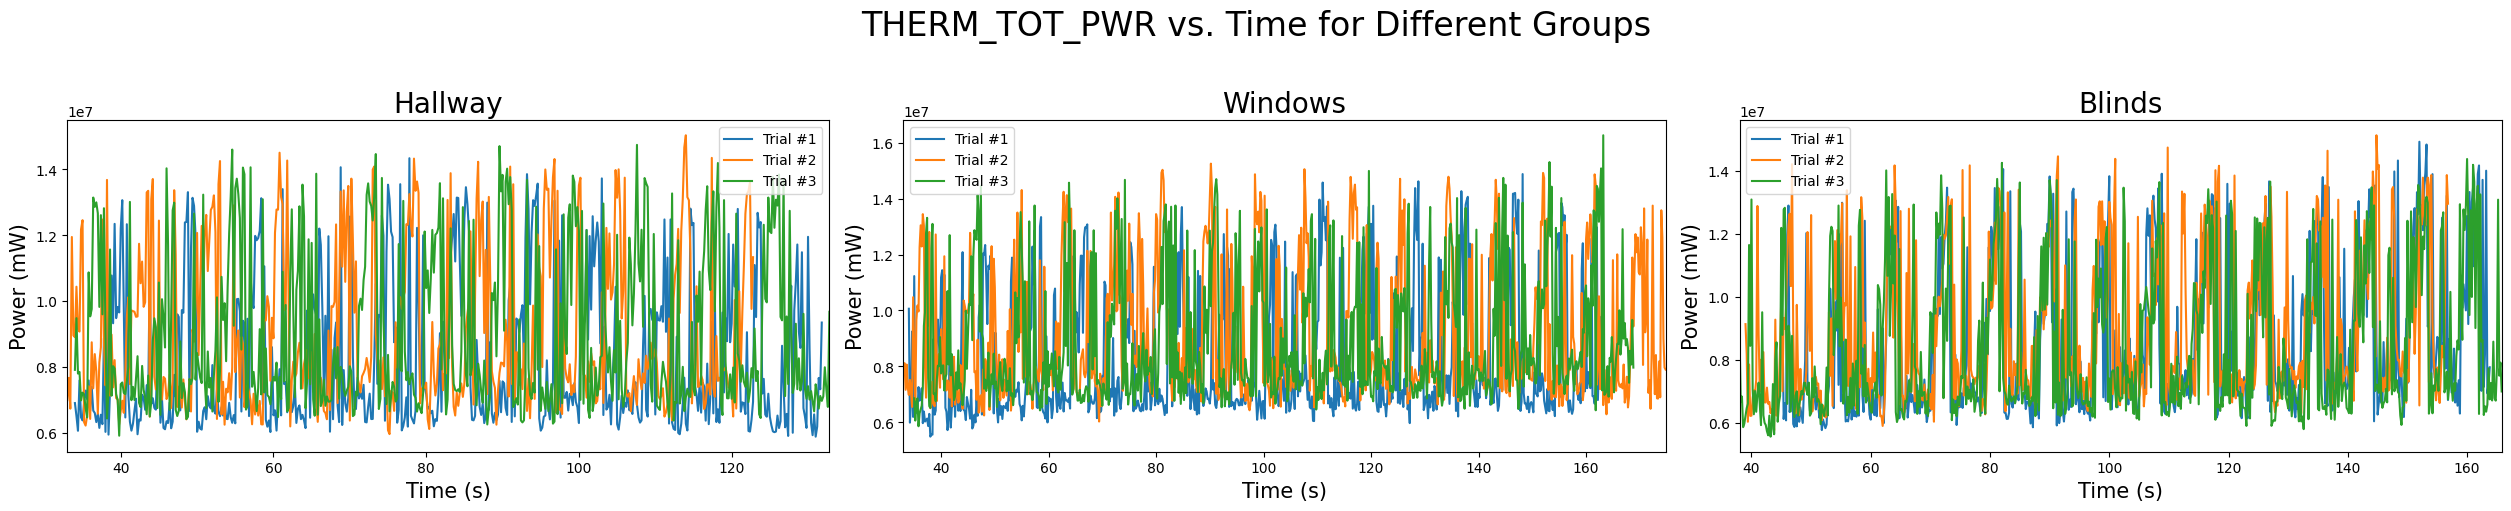 THERM_TOT_PWR vs. Time for Different Groups
Hallway
1e7
Power (mW)
1.4
1.2
1.0
0.8
0.6
40 60 80 100 120
Time (s)
Trial #1
Trial #2
Trial #3
Windows
1e7
Power (mW)
1.6
1.4
1.2
1.0
0.8
0.6
40 60 80 100 120 140 160
Time (s)
Trial #1
Trial #2
Trial #3
Blinds
1e7
Power (mW)
1.4
1.2
1.0
0.8
0.6
40 60 80 100 120 140 160
Time (s)
Trial #1
Trial #2
Trial #3